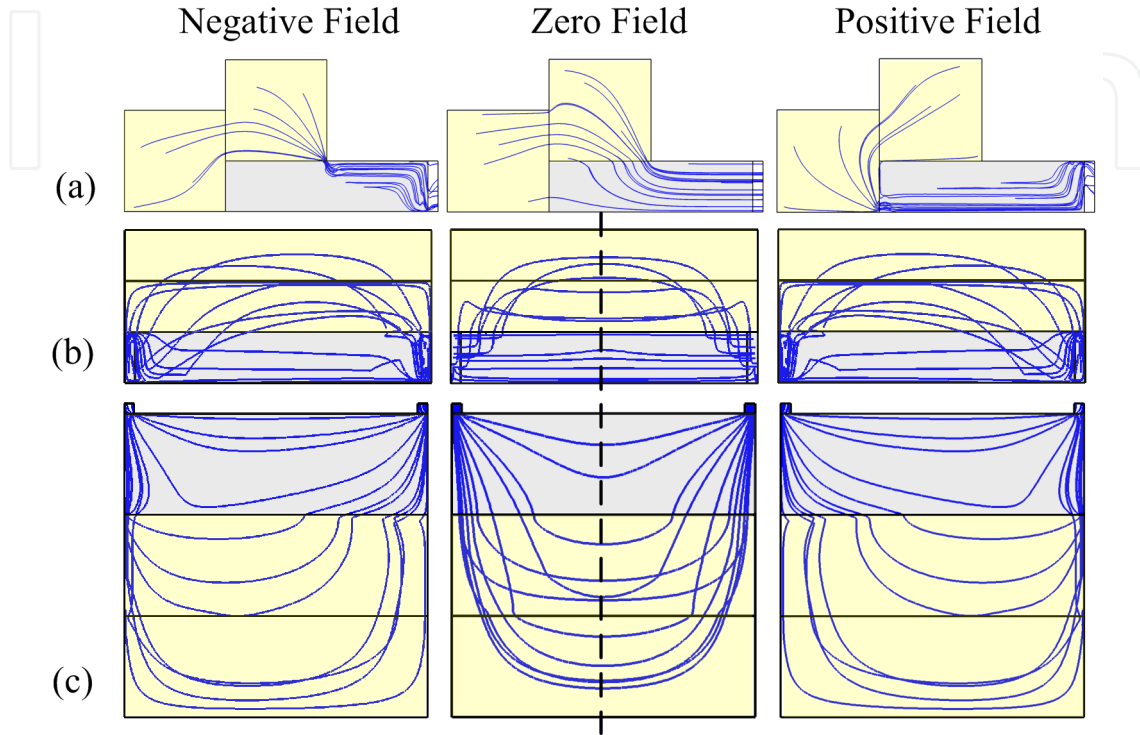 Negative Field
Zero Field
Positive Field
(a)
(b)
(c)